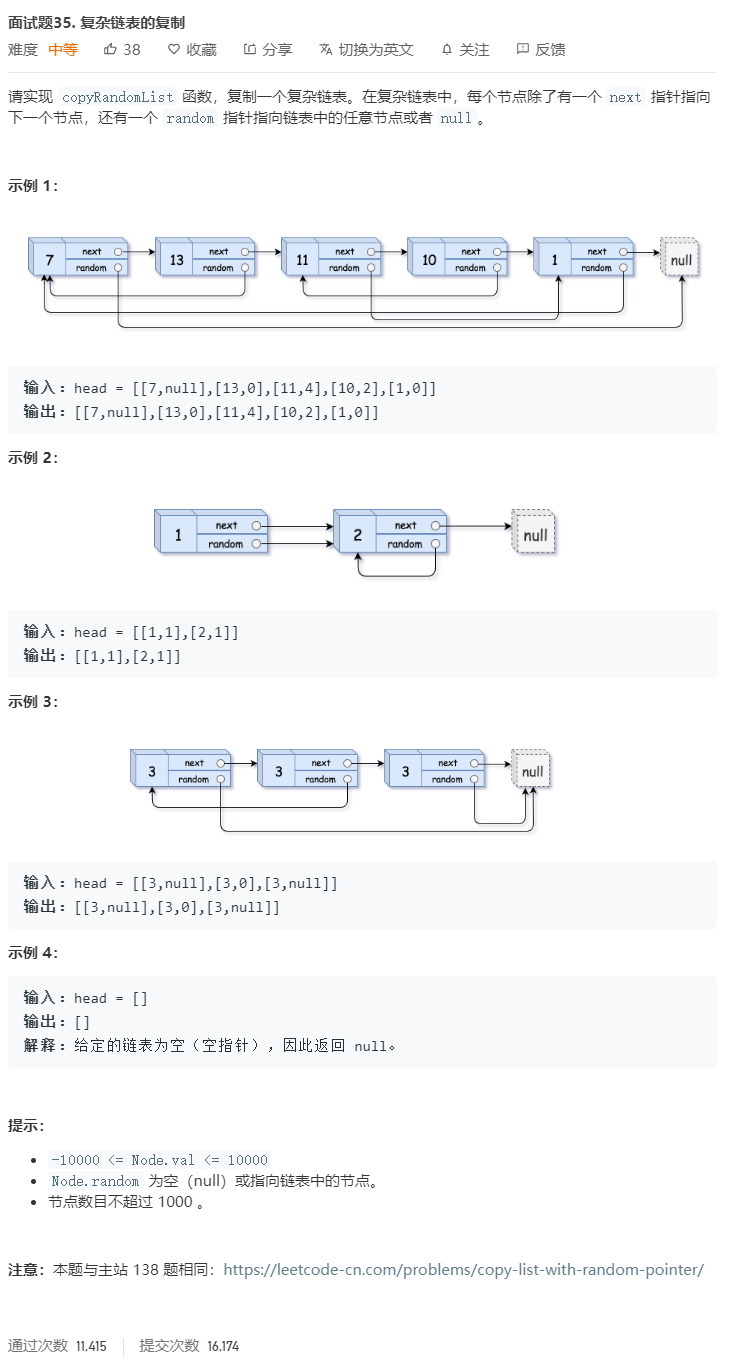 面试题35. 复杂链表的复制
难度 中等 38 收藏 分享 切换为英文 关注 反馈
请实现 copyRandomList 函数，复制一个复杂链表。在复杂链表中，每个节点除了有一个 next 指针指向
下一个节点，还有一个 random 指针指向链表中的任意节点或者 null 。
示例 1：
7 next random 13 next random 11 next random 10 next random 1 next random null
输入：head = [[7,null],[13,0],[11,4],[10,2],[1,0]]
输出：[[7,null],[13,0],[11,4],[10,2],[1,0]]
示例 2：
1 next random 2 next random null
输入：head = [[1,1],[2,1]]
输出：[[1,1],[2,1]]
示例 3：
3 next random 3 next random 3 next random null
输入：head = [[3,null],[3,0],[3,null]]
输出：[[3,null],[3,0],[3,null]]
示例 4：
输入：head = []
输出：[]
解释：给定的链表为空（空指针），因此返回 null。
提示：
-10000 <= Node.val <= 10000
Node.random 为空（null）或指向链表中的节点。
节点数目不超过 1000 。
注意：本题与主站 138 题相同：https://leetcode-cn.com/problems/copy-list-with-random-pointer/
通过次数 11,415 提交次数 16,174